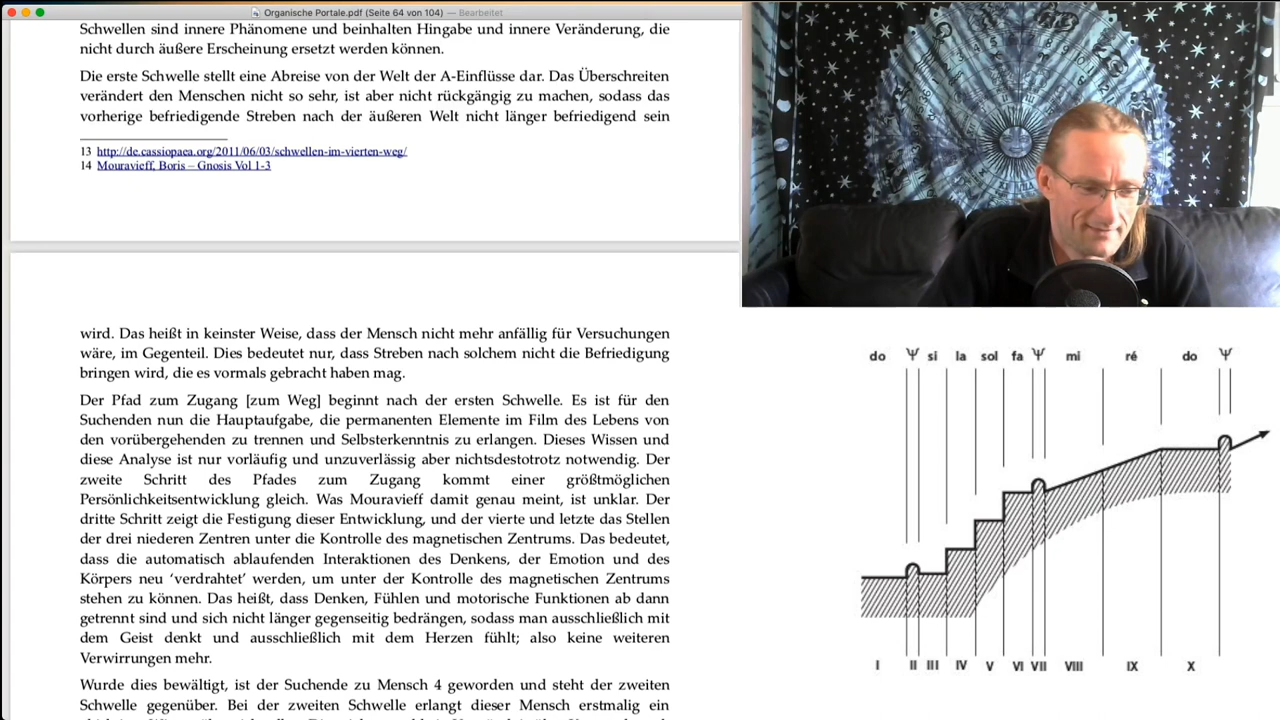 Organische Portale.pdf (Seite 64 von 104) — Bearbeitet
Schwellen sind innere Phänomene und beinhalten Hingabe und innere Veränderung, die
nicht durch äußere Erscheinung ersetzt werden können.
Die erste Schwelle stellt eine Abreise von der Welt der A-Einflüsse dar. Das Überschreiten
verändert den Menschen nicht so sehr, ist aber nicht rückgängig zu machen, sodass das
vorherige befriedigende Streben nach der äußeren Welt nicht länger befriedigend sein
13 http://de.cassiopaea.org/2011/06/03/schwellen-im-vierten-weg/
14 Mouravieff, Boris – Gnosis Vol 1-3
wird. Das heißt in keinster Weise, dass der Mensch nicht mehr anfällig für Versuchungen
wäre, im Gegenteil. Dies bedeutet nur, dass Streben nach solchem nicht die Befriedigung
bringen wird, die es vormals gebracht haben mag.
Der Pfad zum Zugang [zum Weg] beginnt nach der ersten Schwelle. Es ist für den
Suchenden nun die Hauptaufgabe, die permanenten Elemente im Film des Lebens von
den vorübergehenden zu trennen und Selbsterkenntnis zu erlangen. Dieses Wissen und
diese Analyse ist nur vorläufig und unzuverlässig aber nichtsdestotrotz notwendig. Der
zweite Schritt des Pfades zum Zugang kommt einer größtmöglichen
Persönlichkeitsentwicklung gleich. Was Mouravieff damit genau meint, ist unklar. Der
dritte Schritt zeigt die Festigung dieser Entwicklung, und der vierte und letzte das Stellen
der drei niederen Zentren unter die Kontrolle des magnetischen Zentrums. Das bedeutet,
dass die automatisch ablaufenden Interaktionen des Denkens, der Emotion und des
Körpers neu ‘verdrahtet’ werden, um unter der Kontrolle des magnetischen Zentrums
stehen zu können. Das heißt, dass Denken, Fühlen und motorische Funktionen ab dann
getrennt sind und sich nicht länger gegenseitig bedrängen, sodass man ausschließlich mit
dem Geist denkt und ausschließlich mit dem Herzen fühlt; also keine weiteren
Verwirrungen mehr.
Wurde dies bewältigt, ist der Suchende zu Mensch 4 geworden und steht der zweiten
Schwelle gegenüber. Bei der zweiten Schwelle erlangt dieser Mensch erstmalig ein
do Ψ si la sol fa Ψ mi ré do Ψ
I II III IV V VI VII VIII IX X